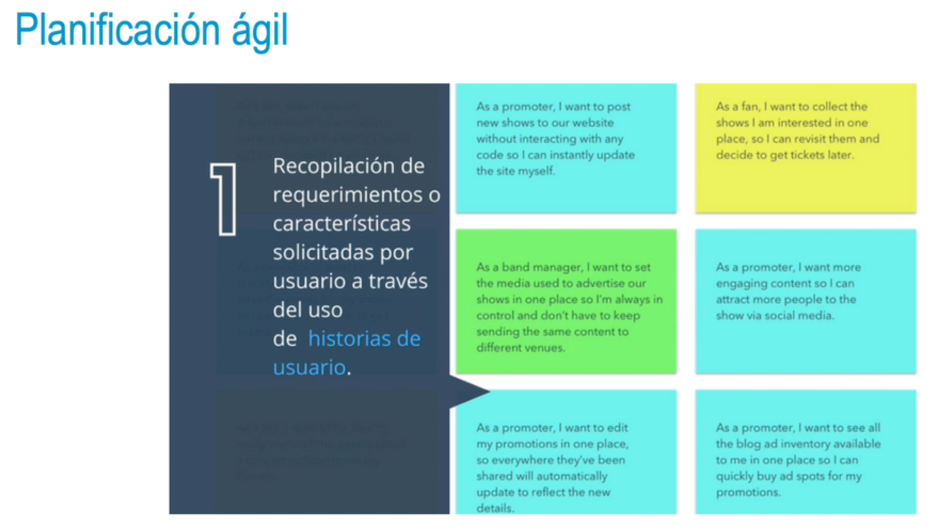 Planificación ágil
1
Recopilación de
requerimientos o
características
solicitadas por
usuario a través
del uso
de historias de
usuario.
As a promoter, I want to post
new shows to our website
without interacting with any
code so I can instantly update
the site myself.
As a fan, I want to collect the
shows I am interested in one
place, so I can revisit them and
decide to get tickets later.
As a band manager, I want to set
the media used to advertise our
shows in one place so I'm always in
control and don't have to keep
sending the same content to
different venues.
As a promoter, I want more
engaging content so I can
attract more people to the
show via social media.
As a promoter, I want to edit
my promotions in one place,
so everywhere they've been
shared will automatically
update to reflect the new
details.
As a promoter, I want to see all
the blog ad inventory available
to me in one place so I can
quickly buy ad spots for my
promotions.